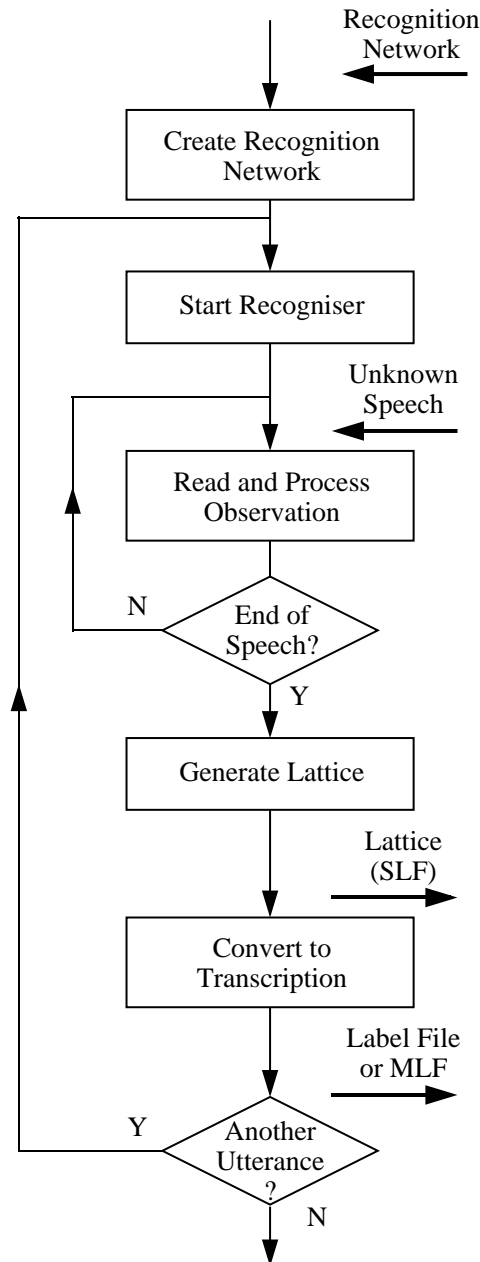 Recognition
Network
Create Recognition
Network
Start Recogniser
Unknown
Speech
Read and Process
Observation
N
End of
Speech?
Y
Generate Lattice
Lattice
(SLF)
Convert to
Transcription
Label File
or MLF
Y
Another
Utterance
?
N